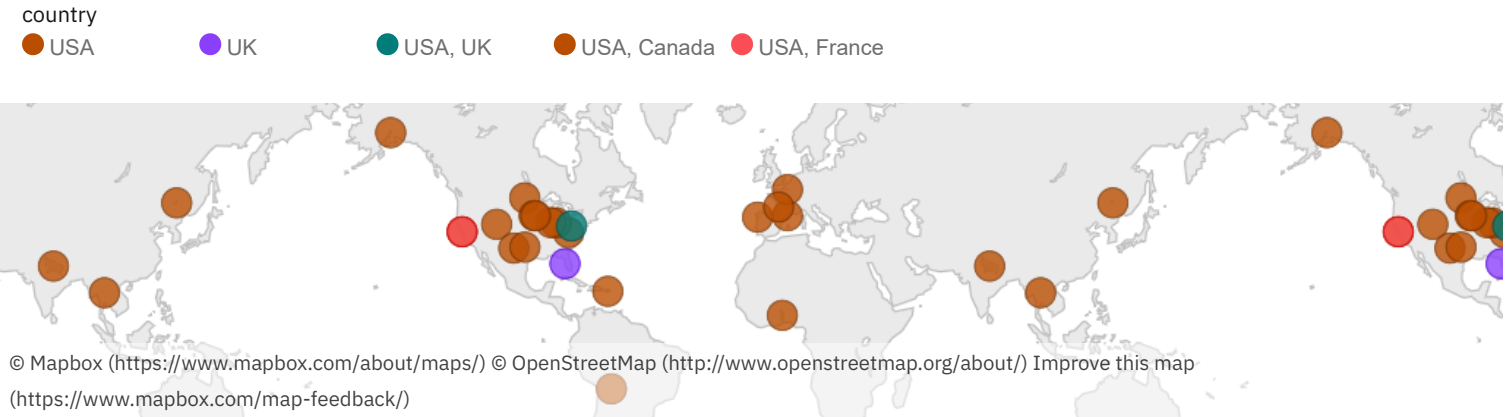 country
USA UK USA, UK USA, Canada USA, France
© Mapbox (https://www.mapbox.com/about/maps/) © OpenStreetMap (http://www.openstreetmap.org/about/) Improve this map
(https://www.mapbox.com/map-feedback/)